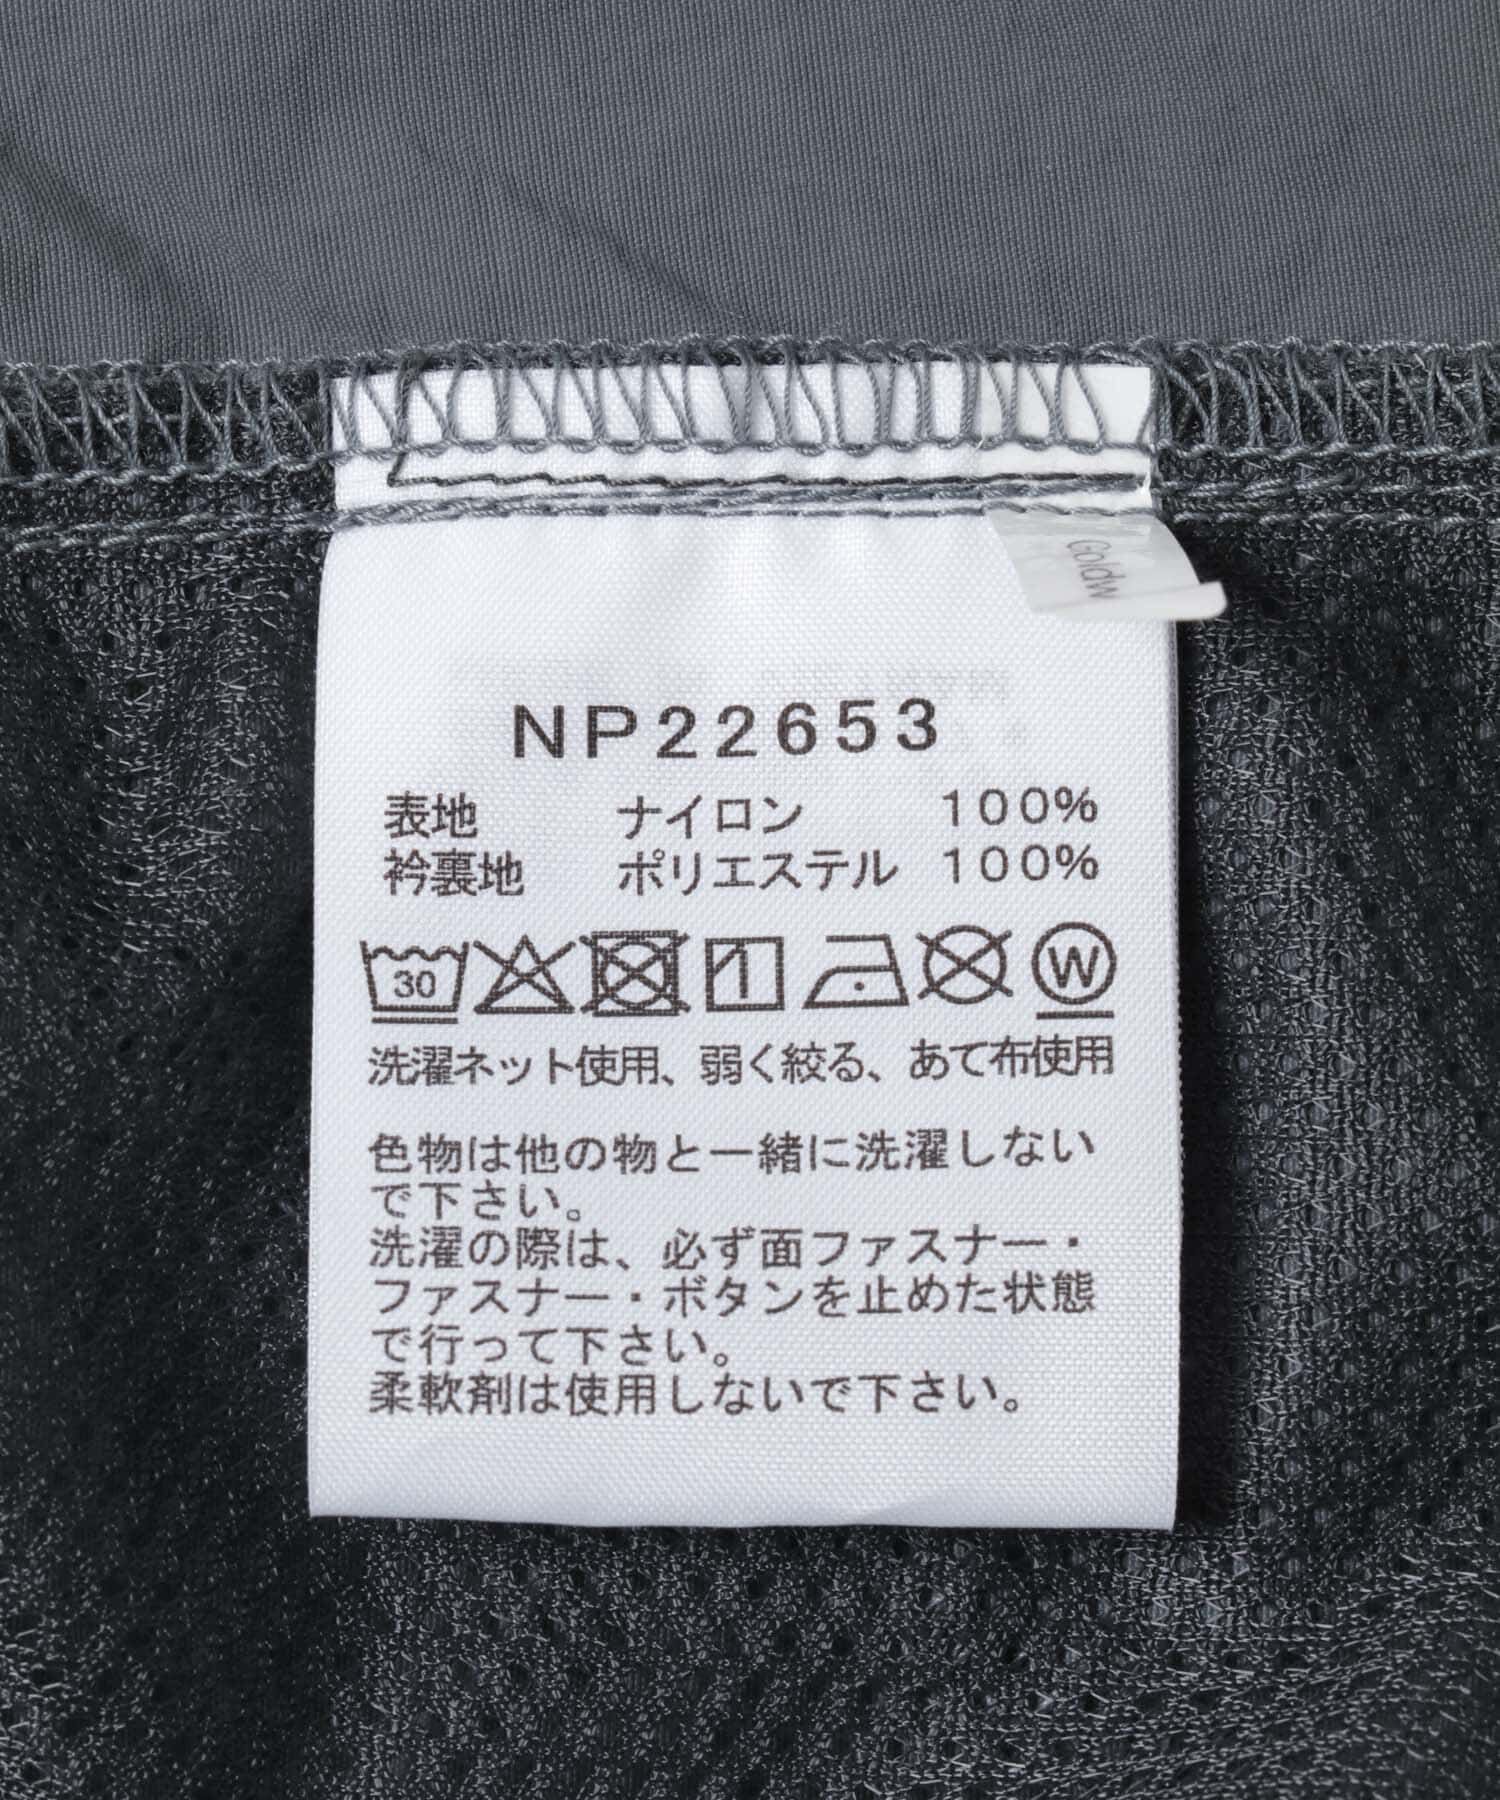 Goldw
NP22653
表地 ナイロン 100%
衿裏地 ポリエステル 100%
30 W
洗濯ネット使用、弱く絞る、あて布使用
色物は他の物と一緒に洗濯しない
で下さい。
洗濯の際は、必ず面ファスナー・
ファスナー・ボタンを止めた状態
で行って下さい。
柔軟剤は使用しないで下さい。